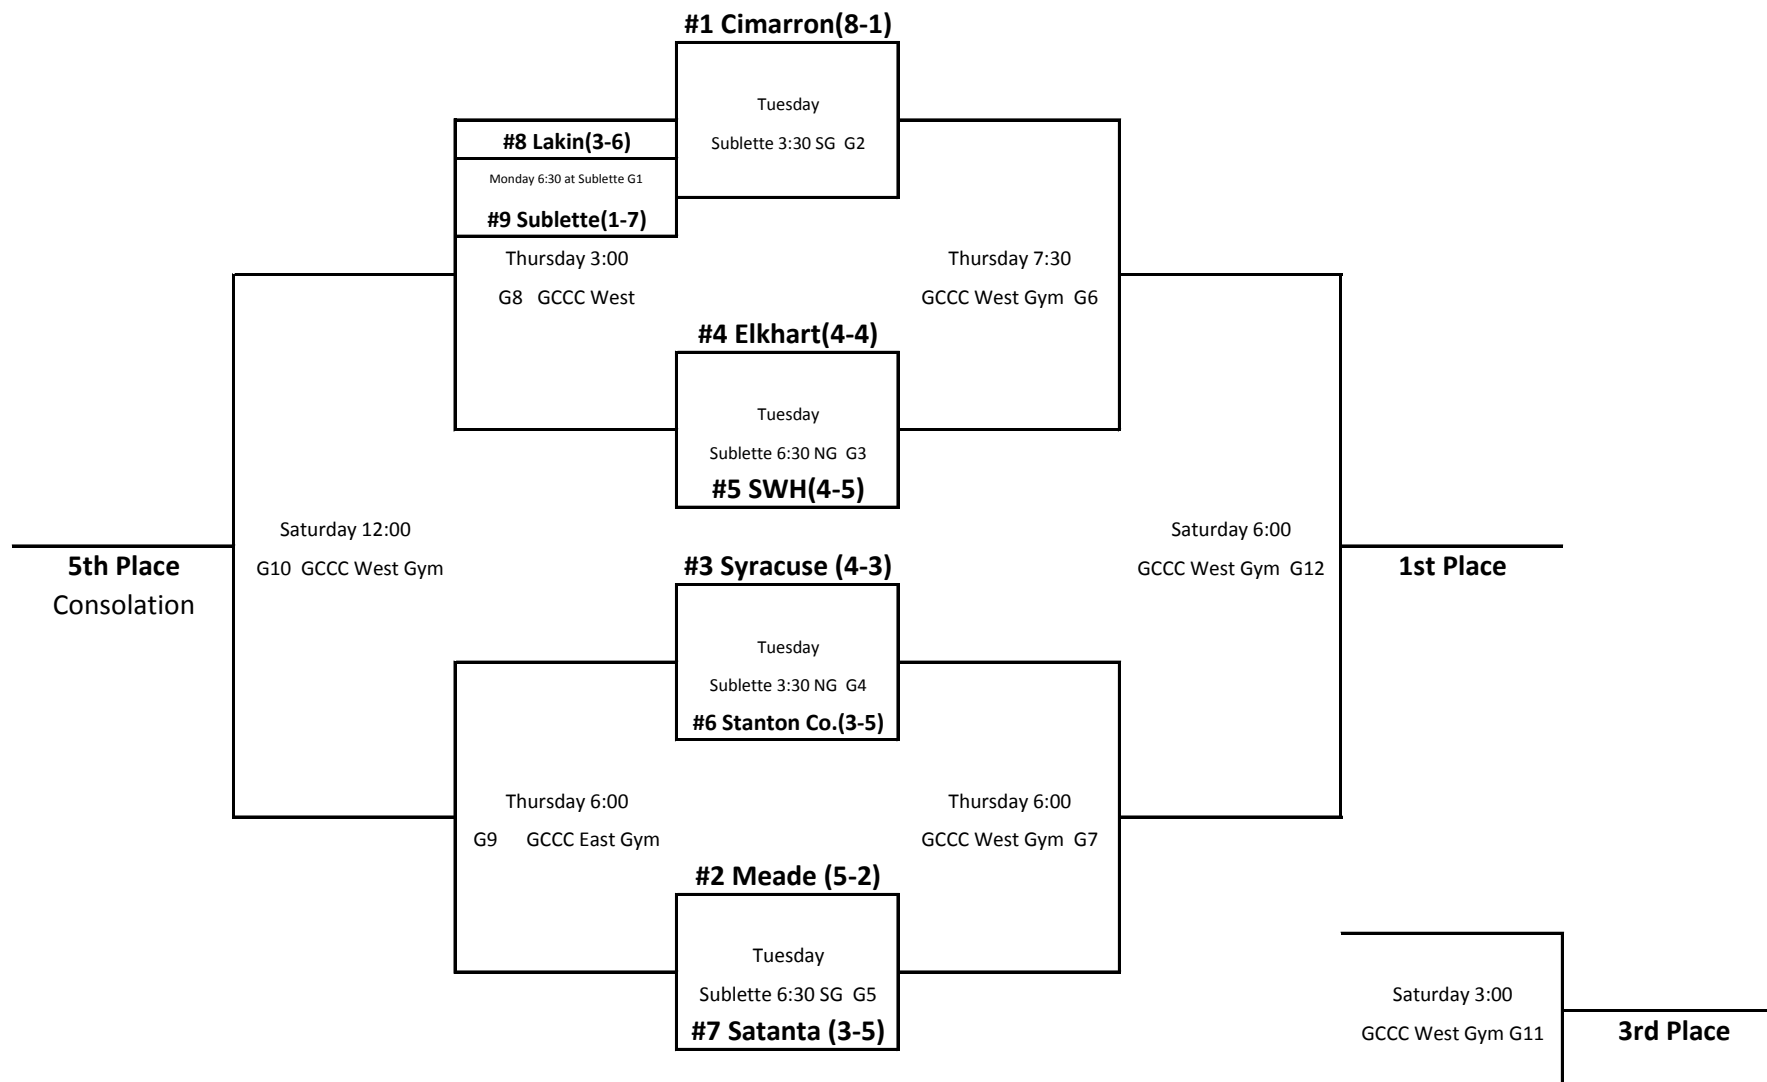 #1 Cimarron(8-1)
Tuesday
Sublette 3:30 SG G2
#8 Lakin(3-6)
Monday 6:30 at Sublette G1
#9 Sublette(1-7)
Thursday 3:00
G8 GCCC West
Thursday 7:30
GCCC West Gym G6
#4 Elkhart(4-4)
Tuesday
Sublette 6:30 NG G3
#5 SWH(4-5)
Saturday 12:00
G10 GCCC West Gym
5th Place
Consolation
Saturday 6:00
GCCC West Gym G12
1st Place
#3 Syracuse (4-3)
Tuesday
Sublette 3:30 NG G4
#6 Stanton Co.(3-5)
Thursday 6:00
G9 GCCC East Gym
Thursday 6:00
GCCC West Gym G7
#2 Meade (5-2)
Tuesday
Sublette 6:30 SG G5
#7 Satanta (3-5)
Saturday 3:00
GCCC West Gym G11
3rd Place